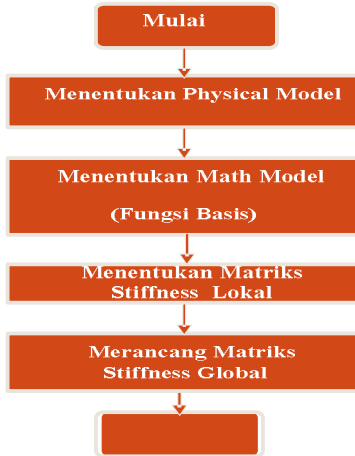 Mulai
Menentukan Physical Model
Menentukan Math Model
(Fungsi Basis)
Menentukan Matriks
Stiffness Lokal
Merancang Matriks
Stiffness Global